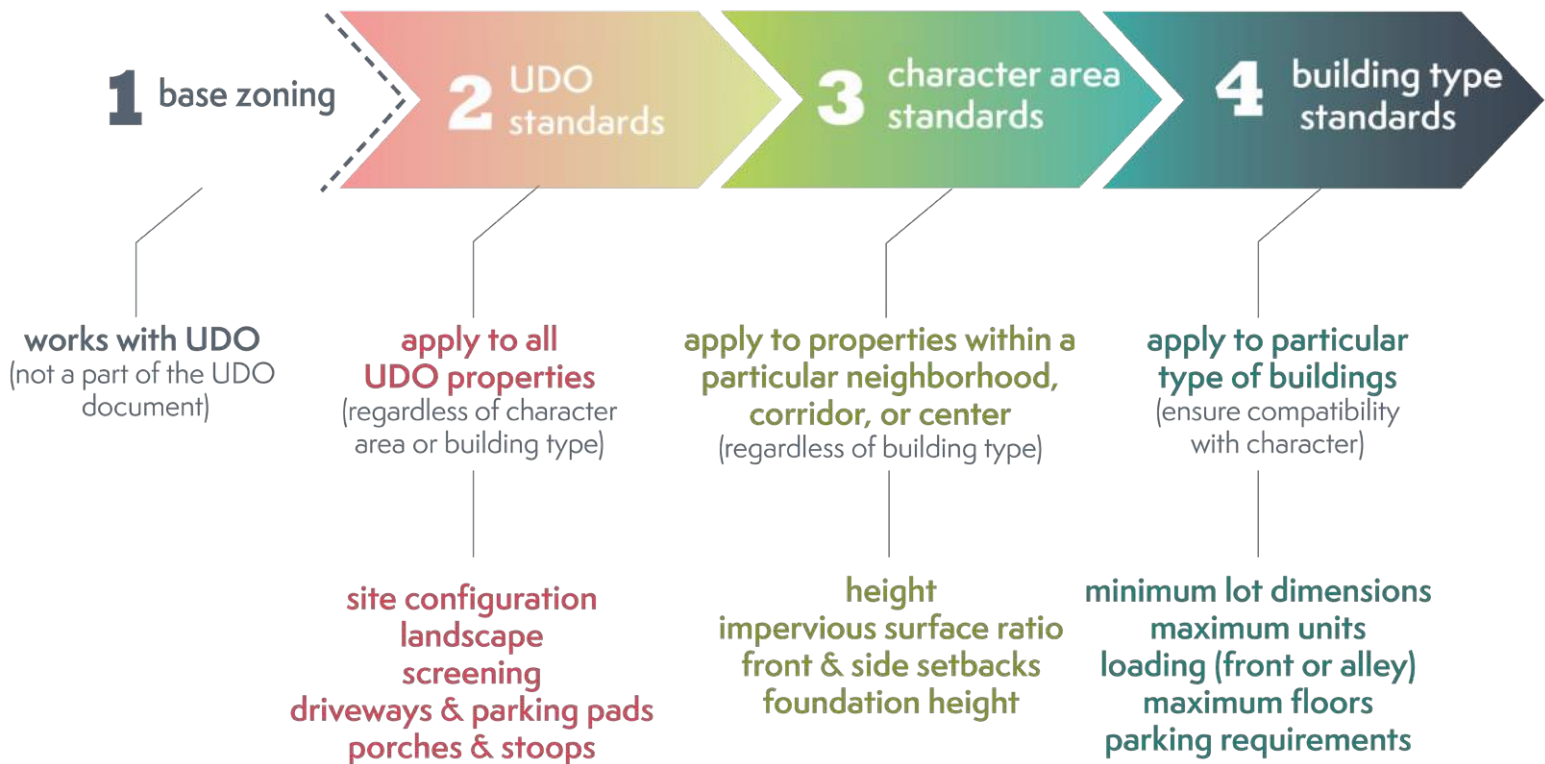 1 base zoning
2 UDO
standards
3 character area
standards
4 building type
standards
works with UDO
(not a part of the UDO
document)
apply to all
UDO properties
(regardless of character
area or building type)
apply to properties within a
particular neighborhood,
corridor, or center
(regardless of building type)
apply to particular
type of buildings
(ensure compatibility
with character)
site configuration
landscape
screening
driveways & parking pads
porches & stoops
height
impervious surface ratio
front & side setbacks
foundation height
minimum lot dimensions
maximum units
loading (front or alley)
maximum floors
parking requirements